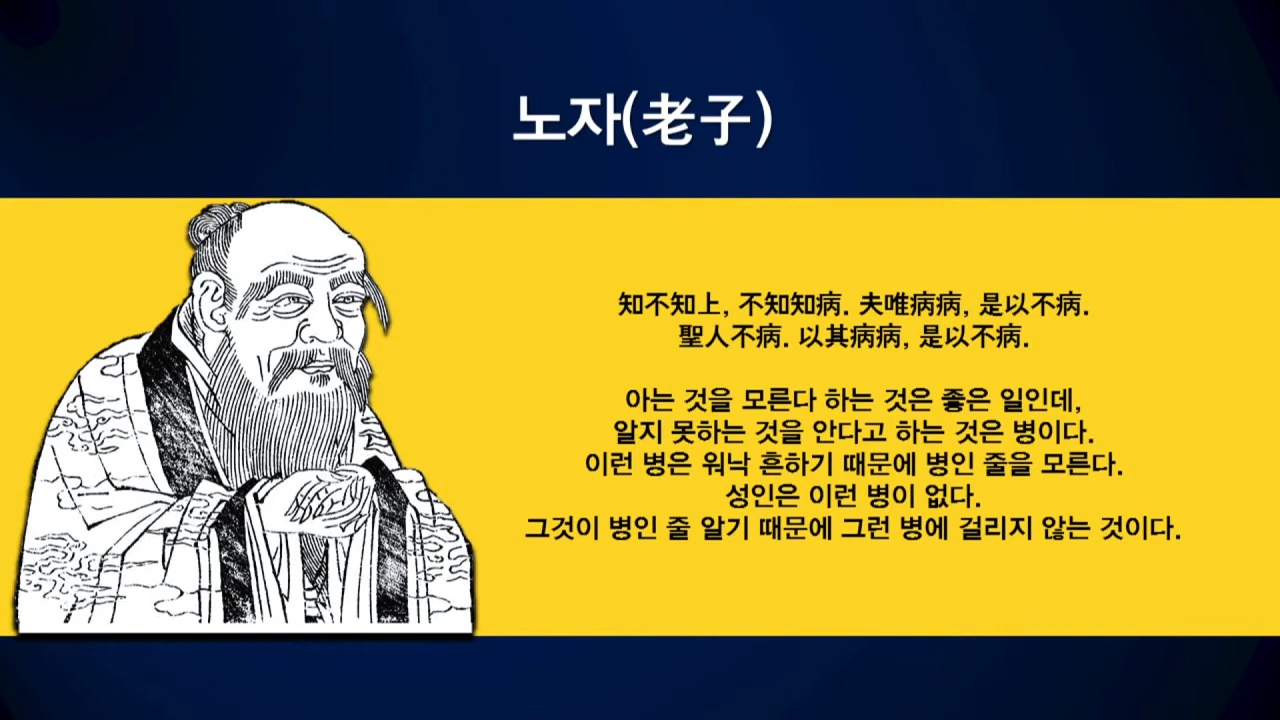 노자(老子)
知不知上, 不知知病. 夫唯病病, 是以不病.
聖人不病. 以其病病, 是以不病.
아는 것을 모른다 하는 것은 좋은 일인데,
알지 못하는 것을 안다고 하는 것은 병이다.
이런 병은 워낙 흔하기 때문에 병인 줄을 모른다.
성인은 이런 병이 없다.
그것이 병인 줄 알기 때문에 그런 병에 걸리지 않는 것이다.